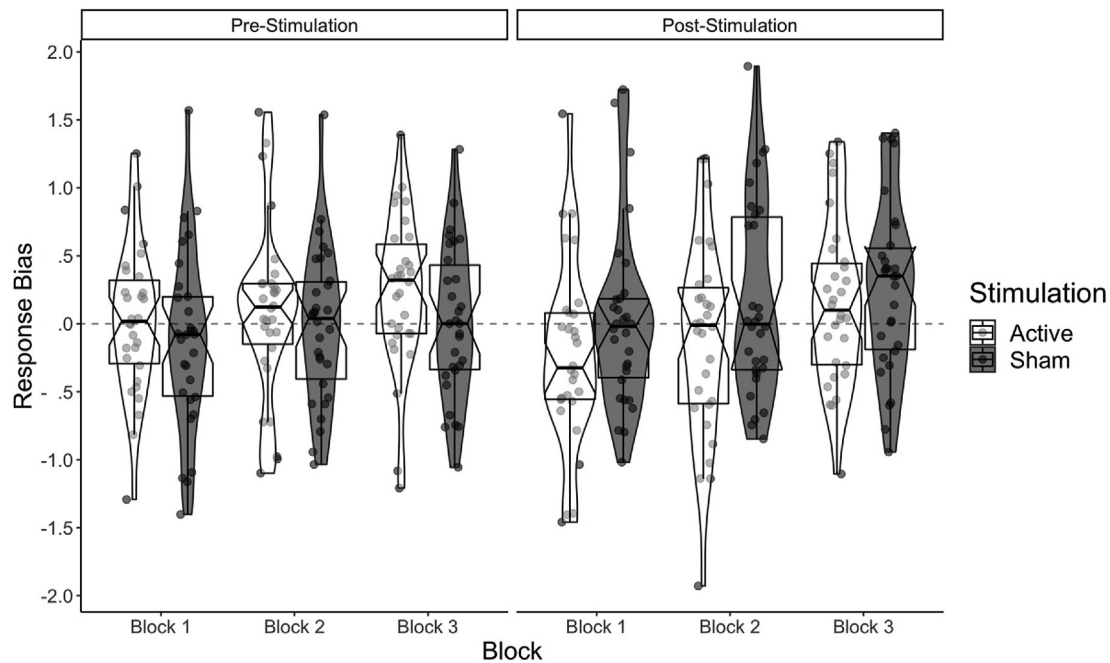 Pre-Stimulation
Post-Stimulation
2.0
1.5
1.0
.5
.0
-.5
-1.0
-1.5
-2.0
Response Bias
Block 1
Block 2
Block 3
Block 1
Block 2
Block 3
Block
Stimulation
Active
Sham